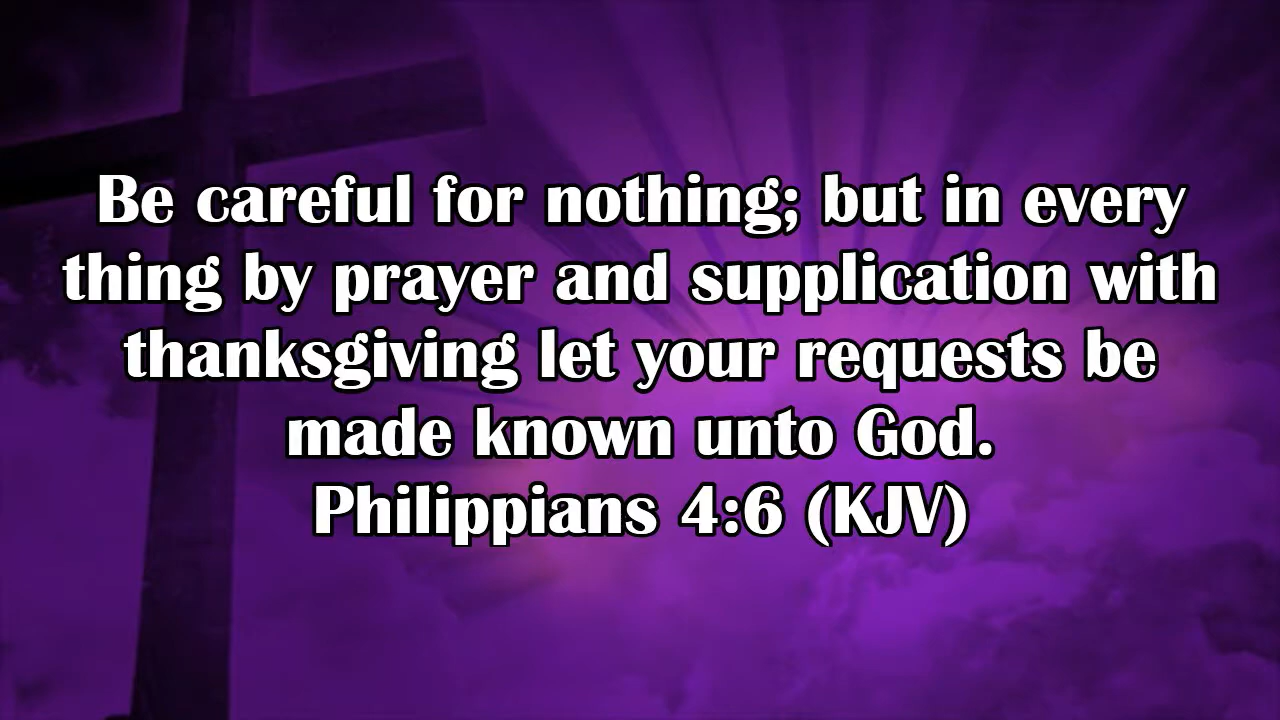 Be careful for nothing; but in every
thing by prayer and supplication with
thanksgiving let your requests be
made known unto God.
Philippians 4:6 (KJV)